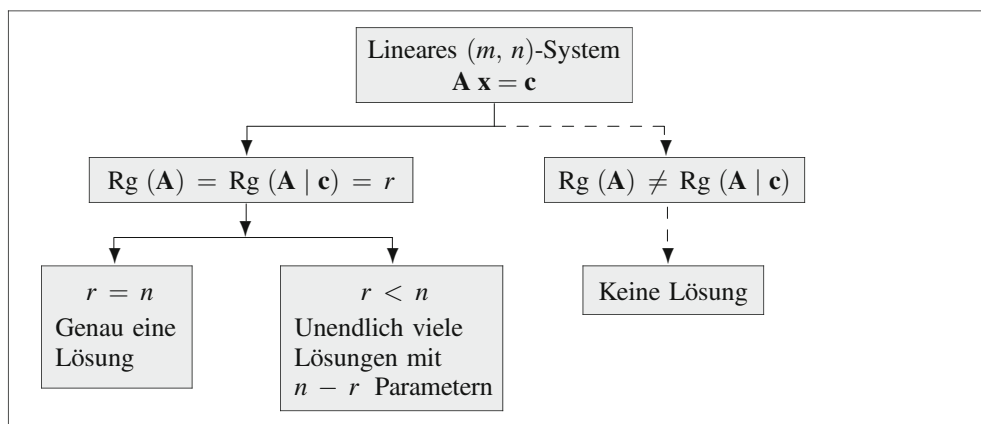 Lineares (m, n)-System
A x = c
Rg (A) = Rg (A | c) = r
Rg (A) ≠ Rg (A | c)
r = n
Genau eine
Lösung
r < n
Unendlich viele
Lösungen mit
n − r Parametern
Keine Lösung